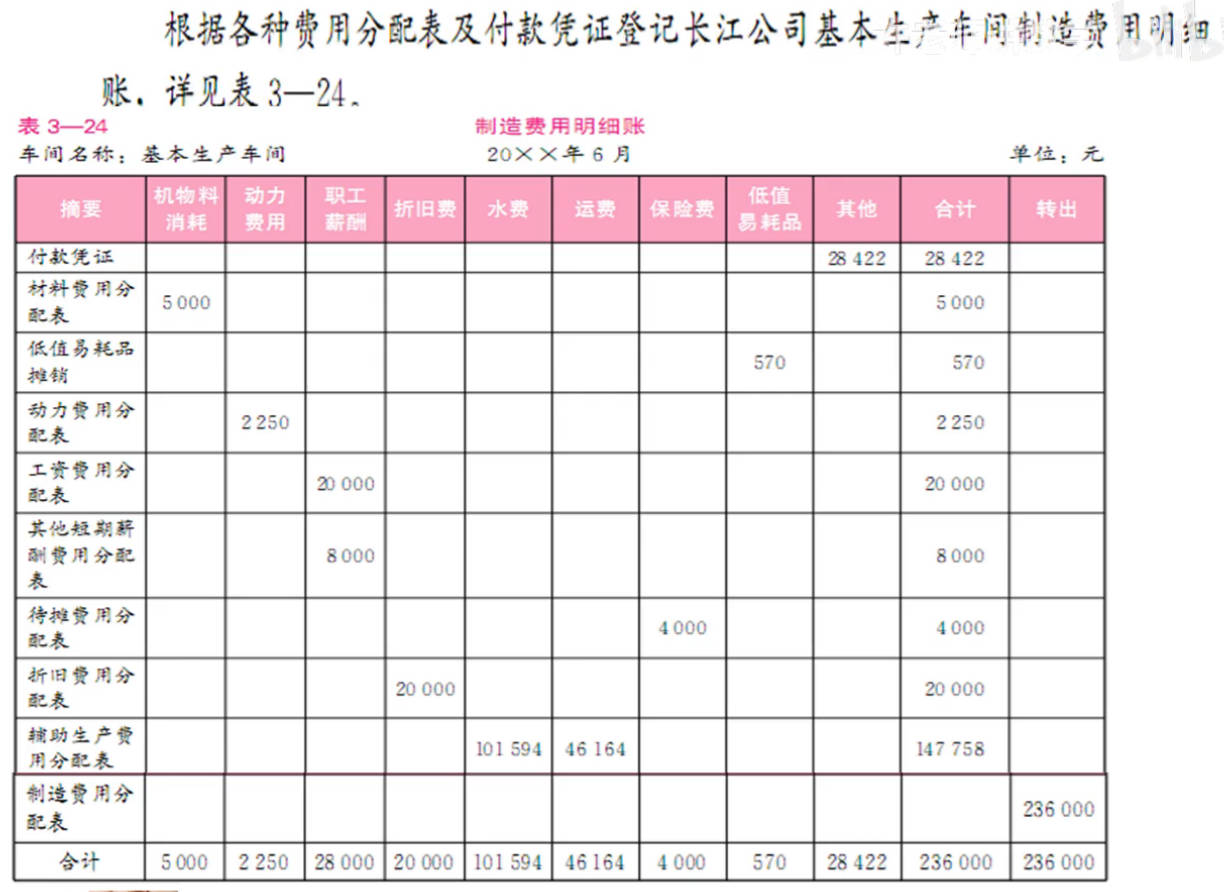 根据各种费用分配表及付款凭证登记长江公司基本生产车间制造费用明细
账。详见表 3—24。
表 3—24 制造费用明细账
车间名称：基本生产车间 20××年 6 月 单位：元
摘要 机物料消耗 动力费用 职工薪酬 折旧费 水费 运费 保险费 低值易耗品 其他 合计 转出
付款凭证 28 422 28 422
材料费用分配表 5 000 5 000
低值易耗品摊销 570 570
动力费用分配表 2 250 2 250
工资费用分配表 20 000 20 000
其他短期薪酬费用分配表 8 000 8 000
待摊费用分配表 4 000 4 000
折旧费用分配表 20 000 20 000
辅助生产费用分配表 101 594 46 164 147 758
制造费用分配表 236 000
合计 5 000 2 250 28 000 20 000 101 594 46 164 4 000 570 28 422 236 000 236 000